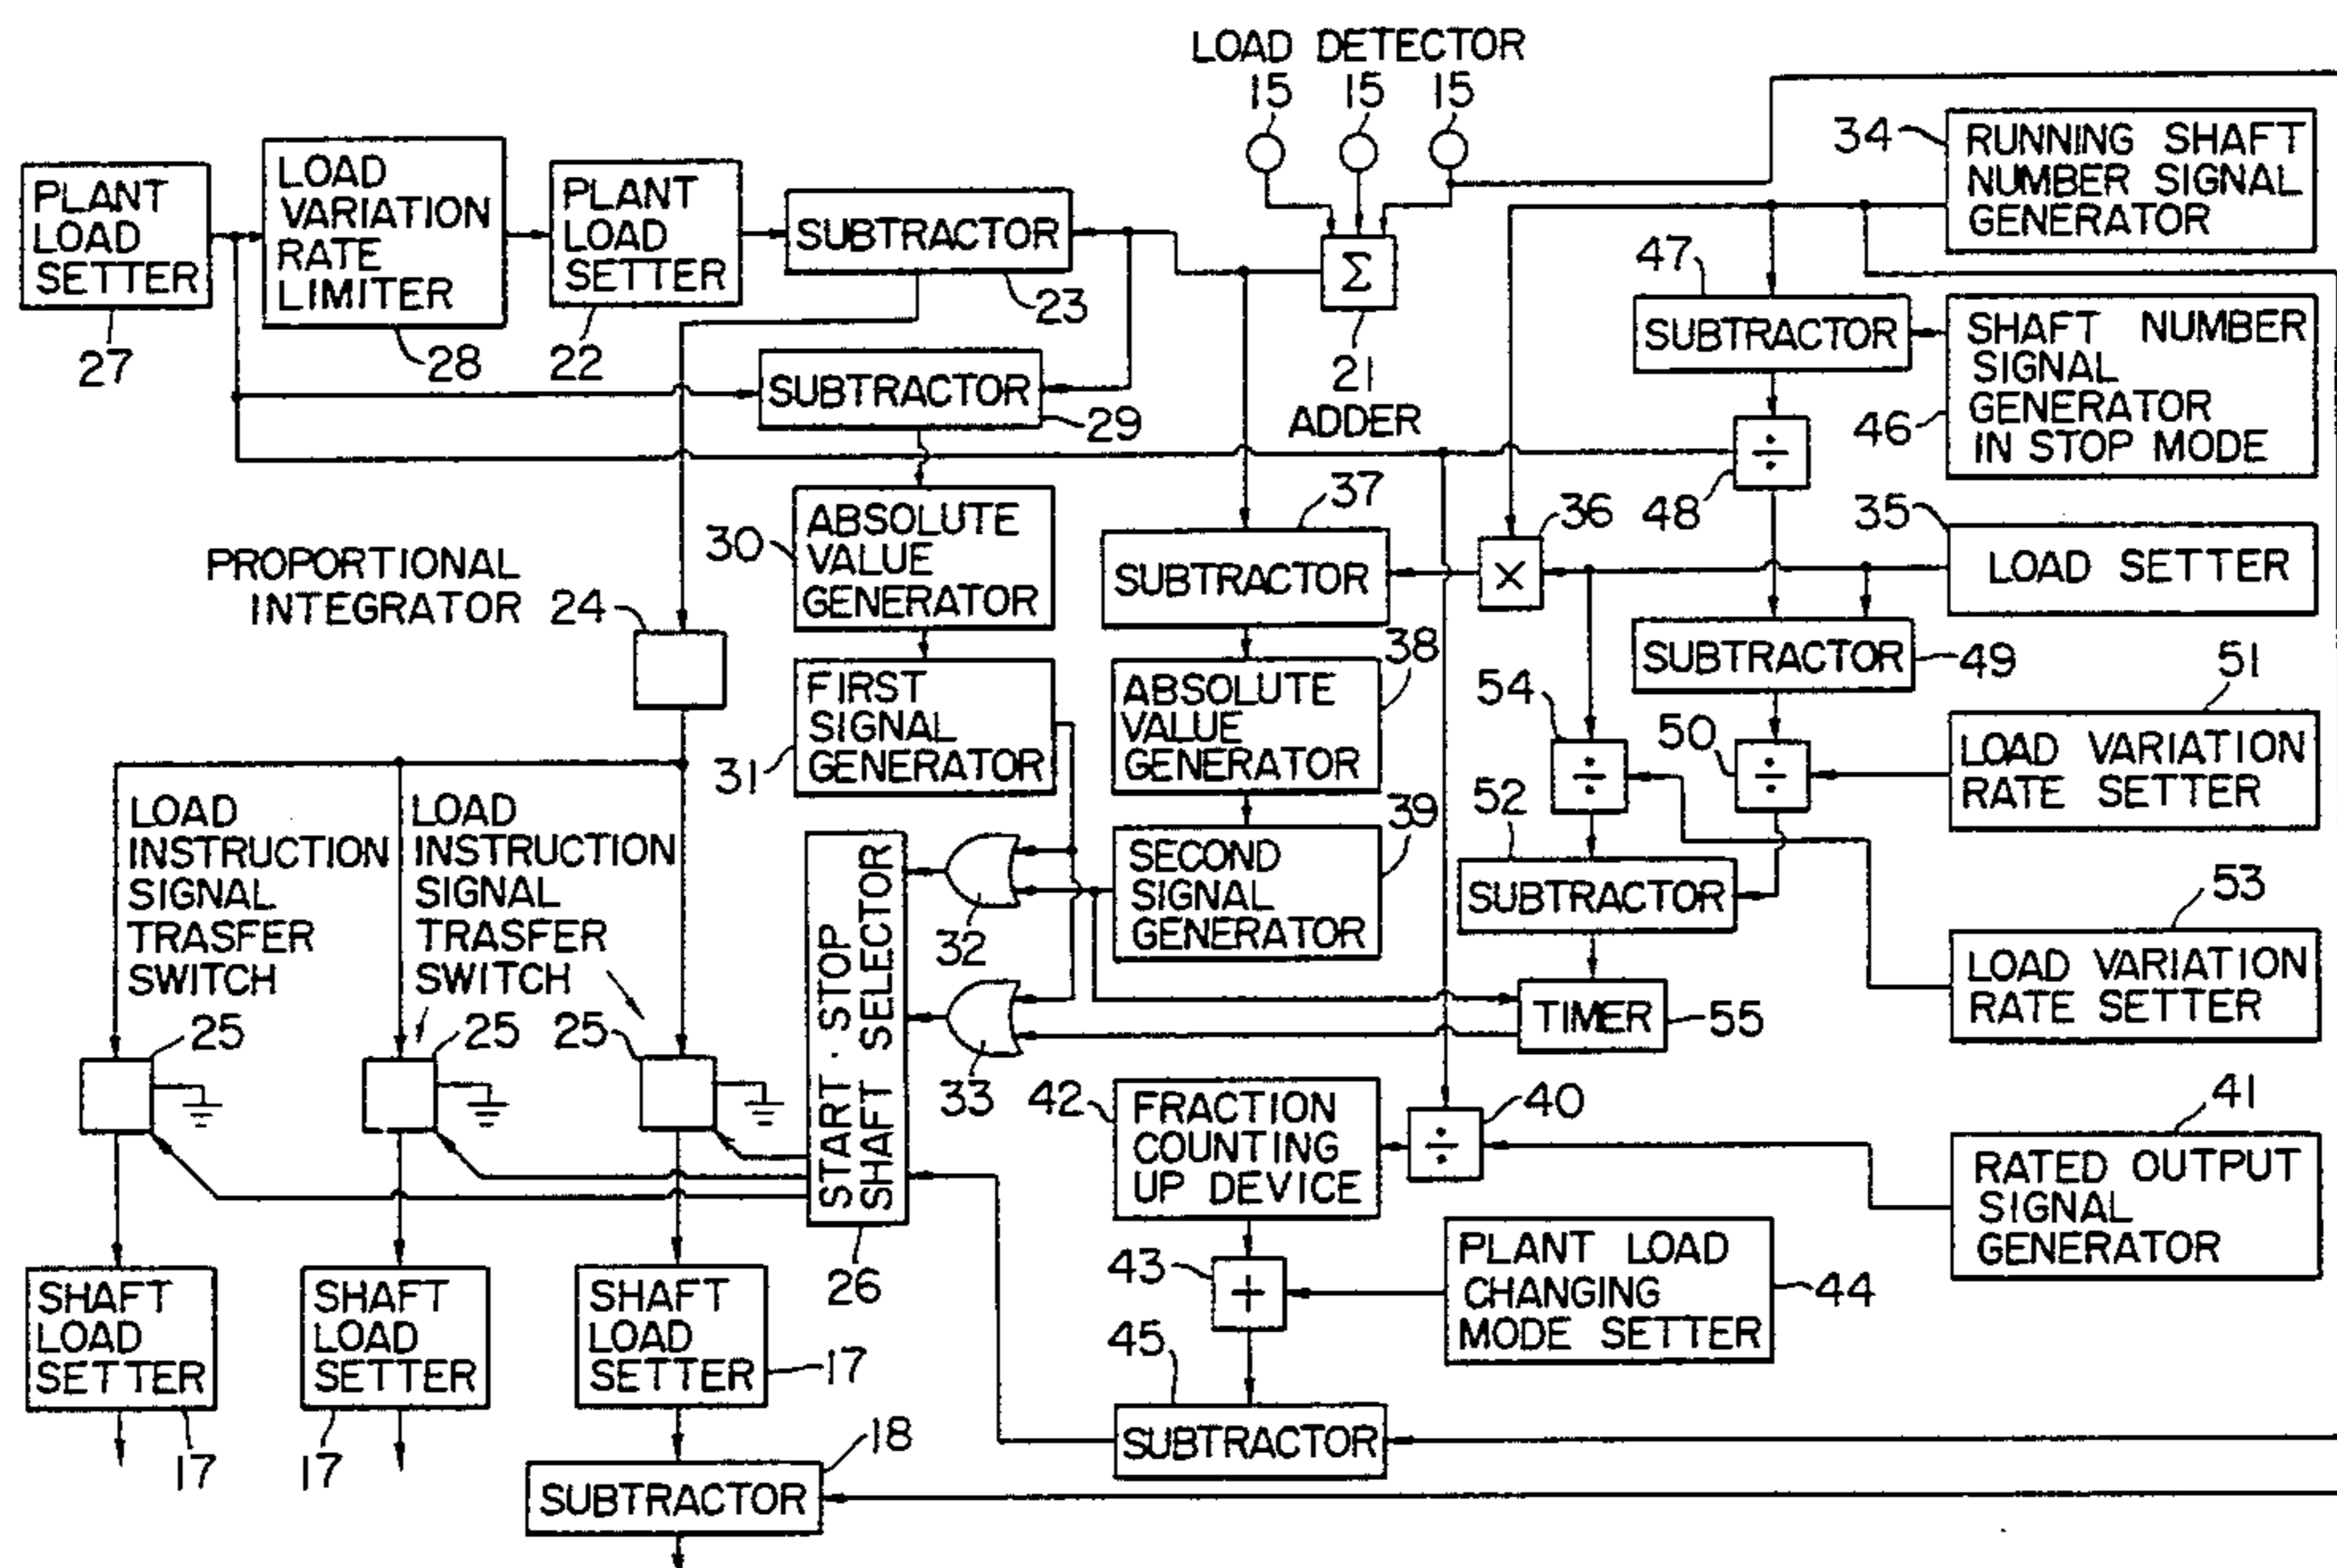 LOAD DETECTOR
15 15 15
PLANT
LOAD
SETTER
27
LOAD
VARIATION
RATE
LIMITER
28
PLANT
LOAD
SETTER
22
SUBTRACTOR
23
SUBTRACTOR
29
Σ
21
ADDER
34
RUNNING SHAFT
NUMBER SIGNAL
GENERATOR
47
SUBTRACTOR
46
SHAFT NUMBER
SIGNAL
GENERATOR
IN STOP MODE
÷
48
35
LOAD SETTER
PROPORTIONAL
INTEGRATOR 24
30
ABSOLUTE
VALUE
GENERATOR
37
SUBTRACTOR
36
×
SUBTRACTOR
49
31
FIRST
SIGNAL
GENERATOR
38
ABSOLUTE
VALUE
GENERATOR
54
÷
50
÷
51
LOAD VARIATION
RATE SETTER
LOAD
INSTRUCTION
SIGNAL
TRASFER
SWITCH
25
LOAD
INSTRUCTION
SIGNAL
TRASFER
SWITCH
25
25
START · STOP
SHAFT SELECTOR
26
32
33
39
SECOND
SIGNAL
GENERATOR
52
SUBTRACTOR
53
LOAD VARIATION
RATE SETTER
TIMER
55
42
FRACTION
COUNTING
UP DEVICE
÷
40
41
RATED OUTPUT
SIGNAL
GENERATOR
43
+
PLANT LOAD
CHANGING
MODE SETTER
44
45
SUBTRACTOR
SHAFT
LOAD
SETTER
17
SHAFT
LOAD
SETTER
17
SHAFT
LOAD
SETTER
17
18
SUBTRACTOR